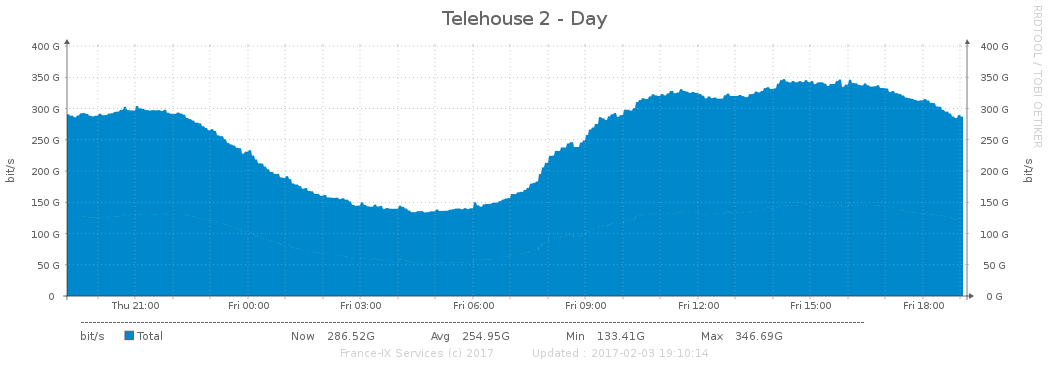 Telehouse 2 - Day
RRDTOOL / TOBI OETIKER
400 G 400 G
350 G 350 G
300 G 300 G
250 G 250 G
200 G 200 G
150 G 150 G
100 G 100 G
50 G 50 G
0 0 G
bit/s bit/s
Thu 21:00 Fri 00:00 Fri 03:00 Fri 06:00 Fri 09:00 Fri 12:00 Fri 15:00 Fri 18:00
bit/s Total Now 286.52G Avg 254.95G Min 133.41G Max 346.69G
France-IX Services (c) 2017 Updated : 2017-02-03 19:10:14